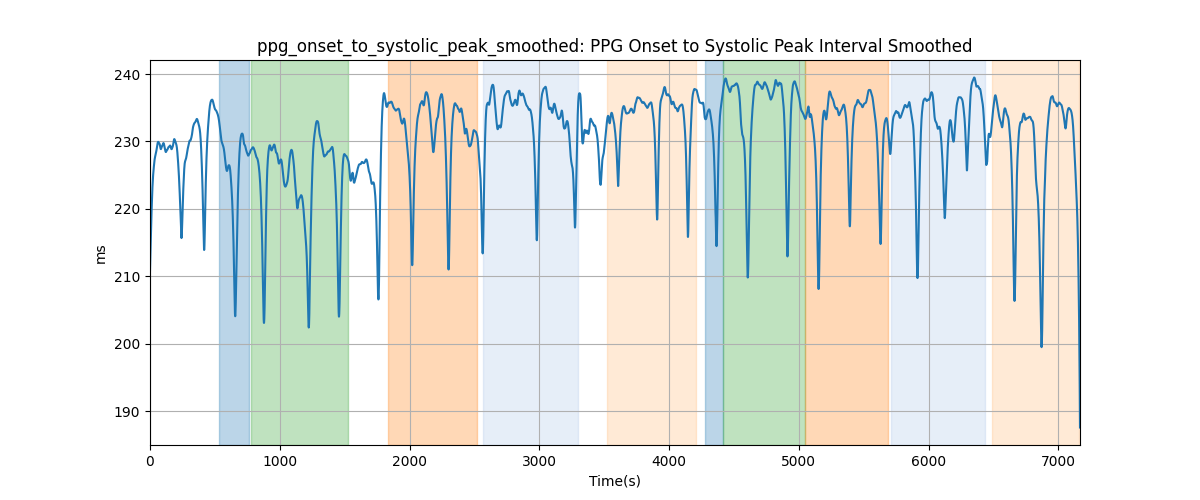 ppg_onset_to_systolic_peak_smoothed: PPG Onset to Systolic Peak Interval Smoothed
240
230
220
210
200
190
ms
0 1000 2000 3000 4000 5000 6000 7000
Time(s)